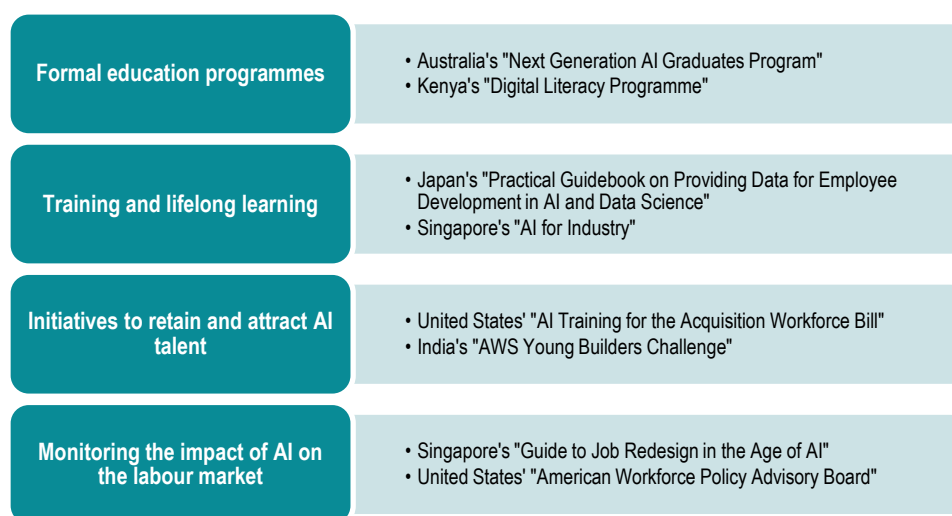 Formal education programmes
• Australia's "Next Generation AI Graduates Program"
• Kenya's "Digital Literacy Programme"
Training and lifelong learning
• Japan's "Practical Guidebook on Providing Data for Employee
Development in AI and Data Science"
• Singapore's "AI for Industry"
Initiatives to retain and attract AI
talent
• United States' "AI Training for the Acquisition Workforce Bill"
• India's "AWS Young Builders Challenge"
Monitoring the impact of AI on
the labour market
• Singapore's "Guide to Job Redesign in the Age of AI"
• United States' "American Workforce Policy Advisory Board"